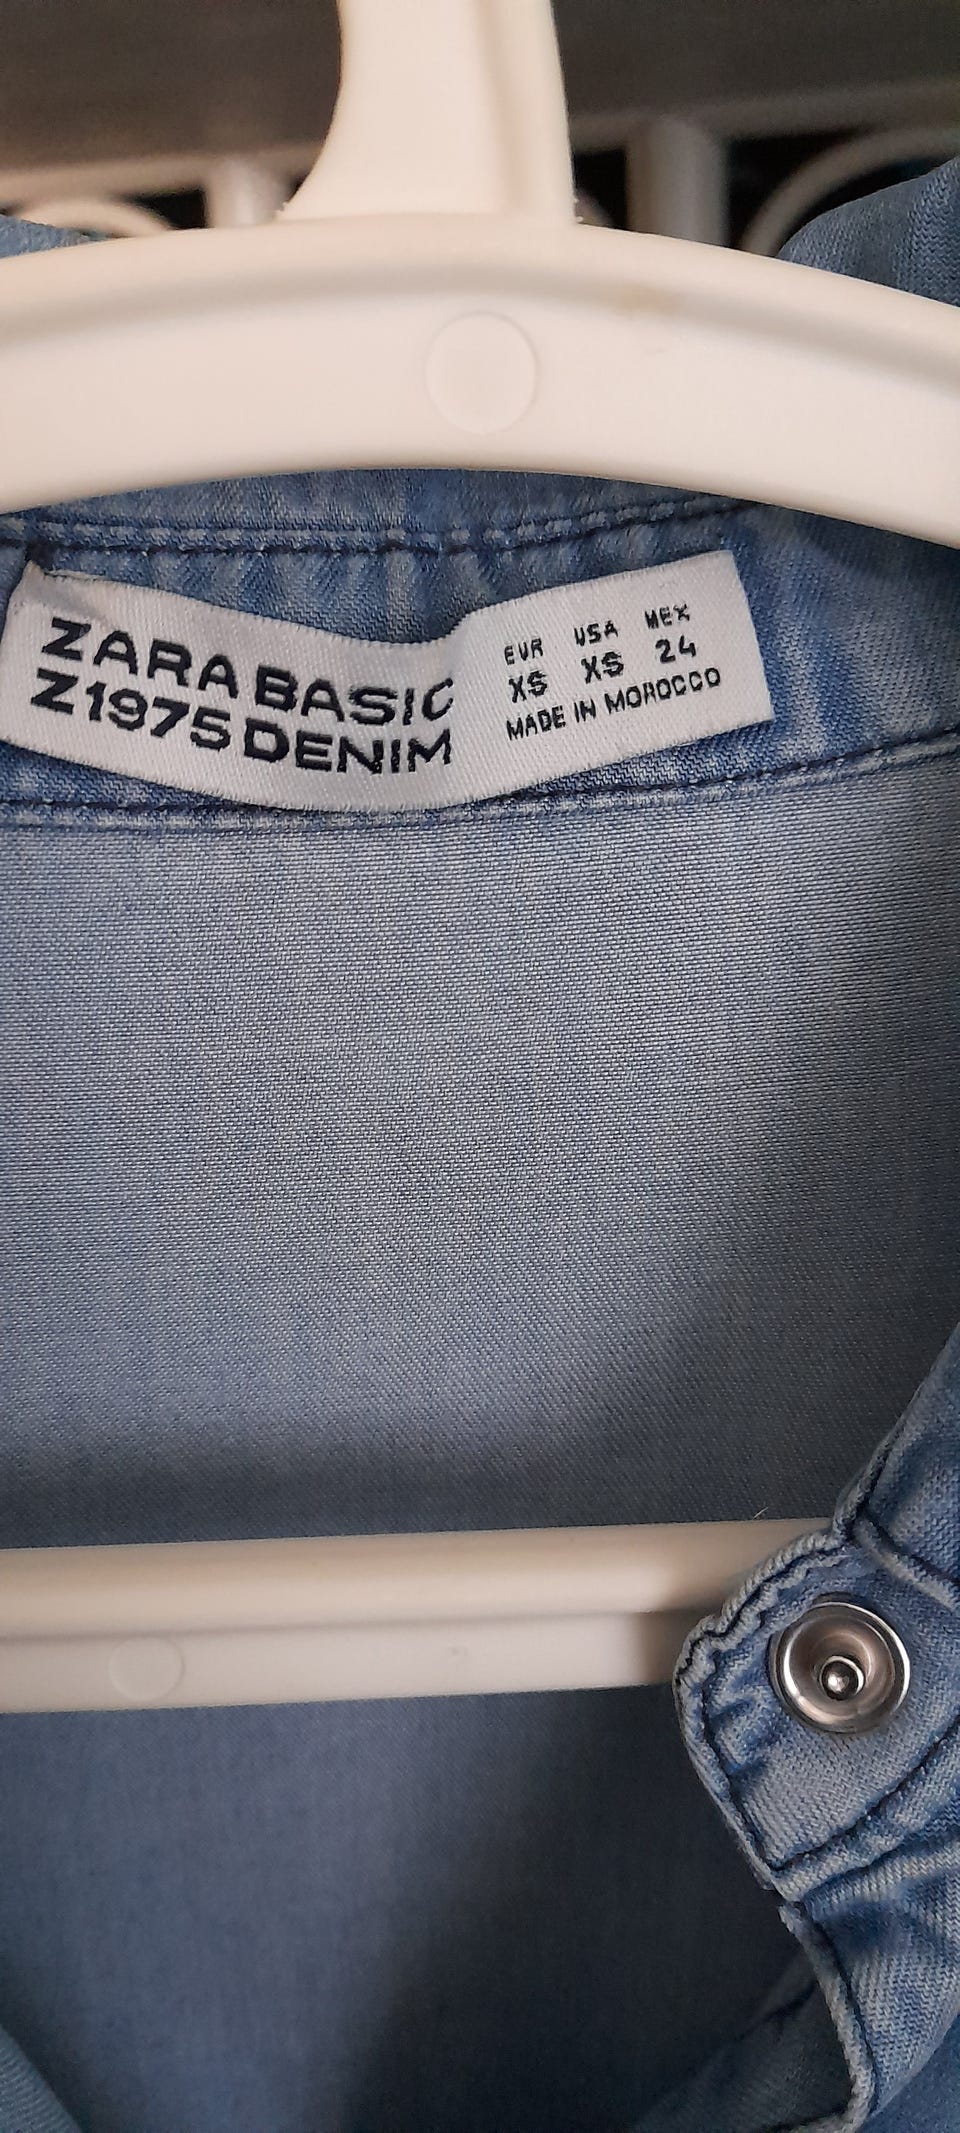 ZARA BASIC
Z1975 DENIM
EUR USA MEX
XS XS 24
MADE IN MOROCCO